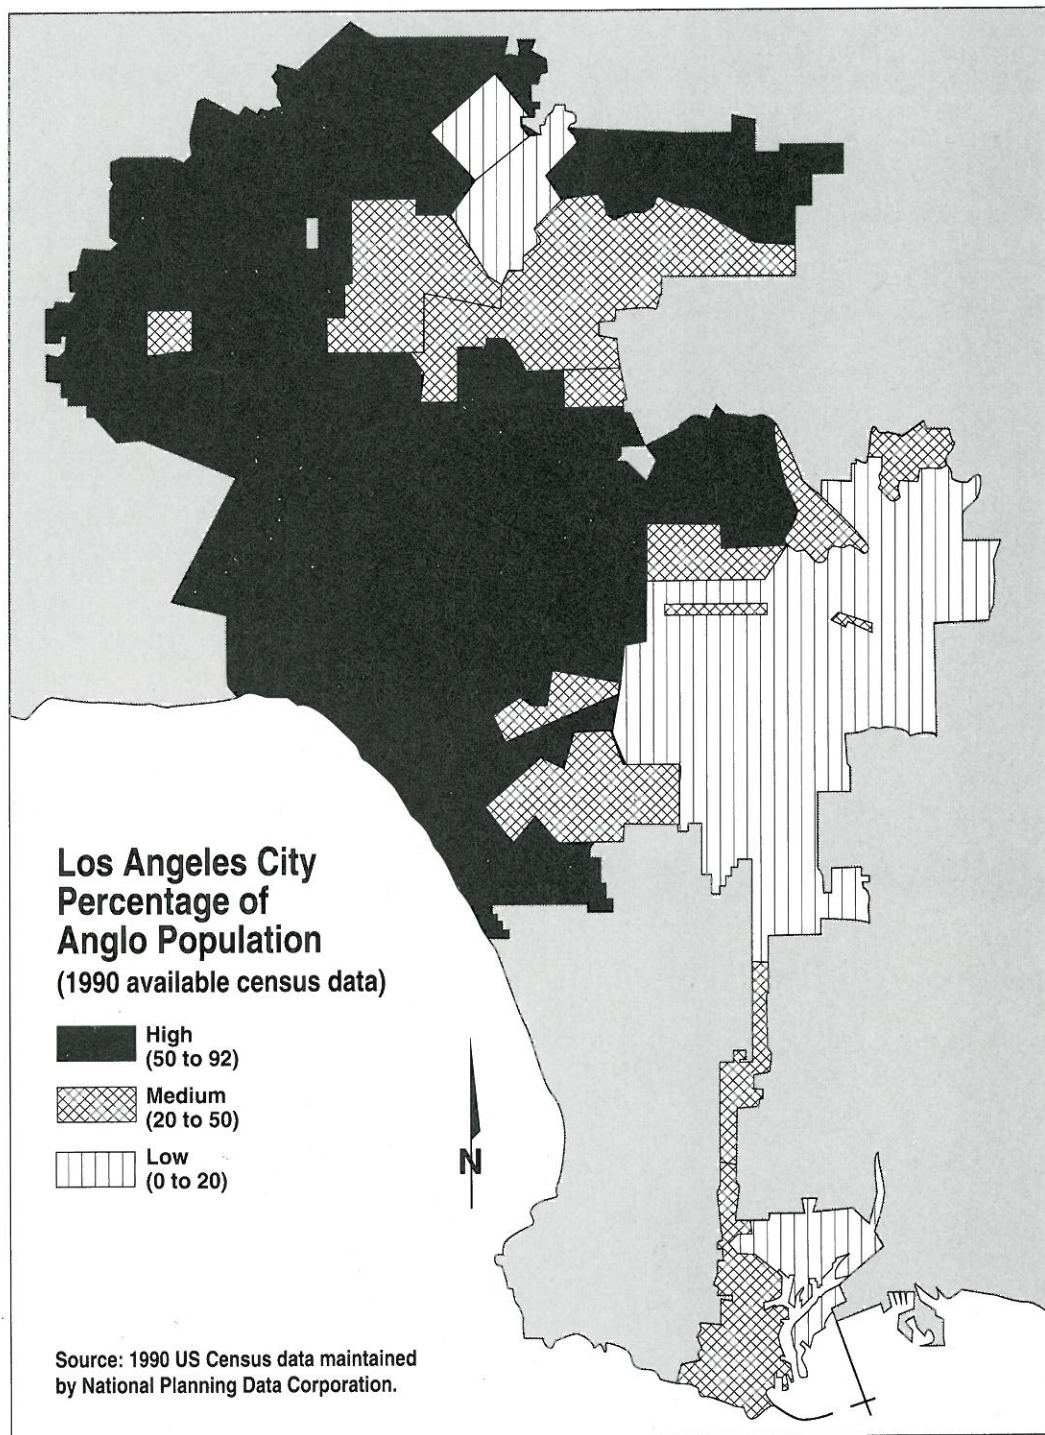 Los Angeles City
Percentage of
Anglo Population
(1990 available census data)
High
(50 to 92)
Medium
(20 to 50)
Low
(0 to 20)
N
Source: 1990 US Census data maintained
by National Planning Data Corporation.